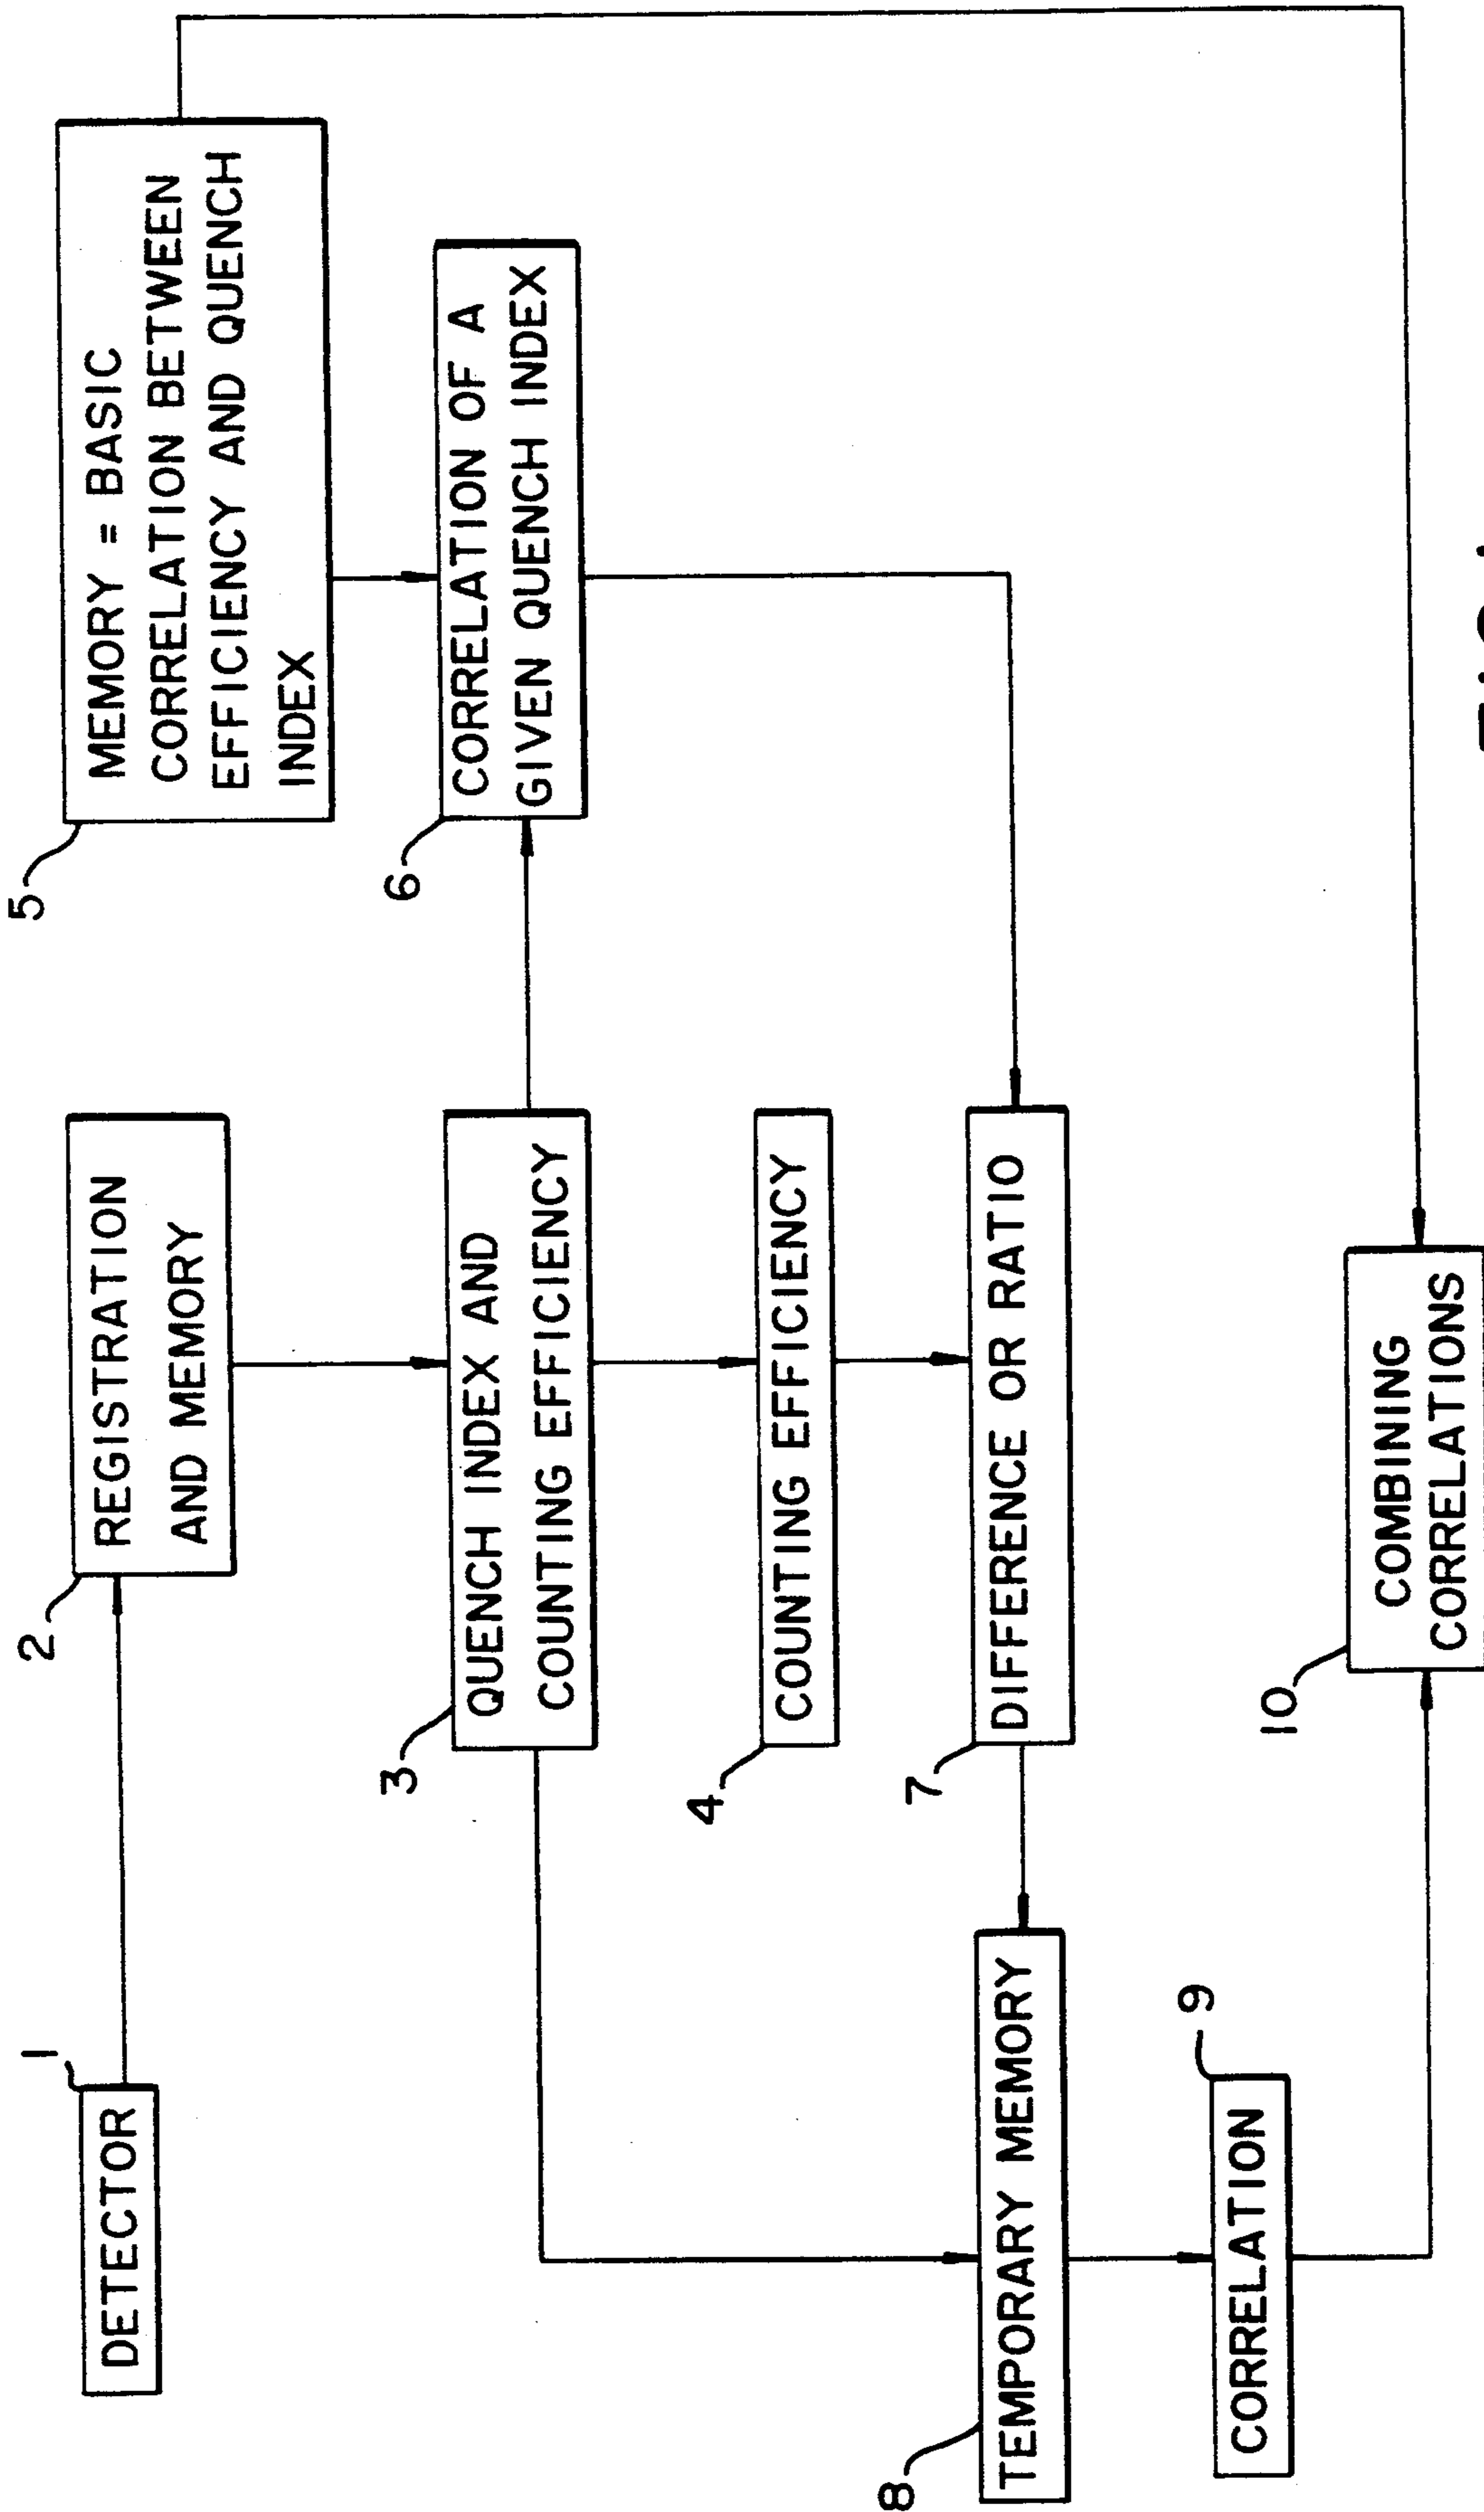 1
DETECTOR
2
REGISTRATION
AND MEMORY
5
MEMORY = BASIC
CORRELATION BETWEEN
EFFICIENCY AND QUENCH
INDEX
3
QUENCH INDEX AND
COUNTING EFFICIENCY
6
CORRELATION OF A
GIVEN QUENCH INDEX
4
COUNTING EFFICIENCY
7
DIFFERENCE OR RATIO
8
TEMPORARY MEMORY
9
CORRELATION
10
COMBINING
CORRELATIONS